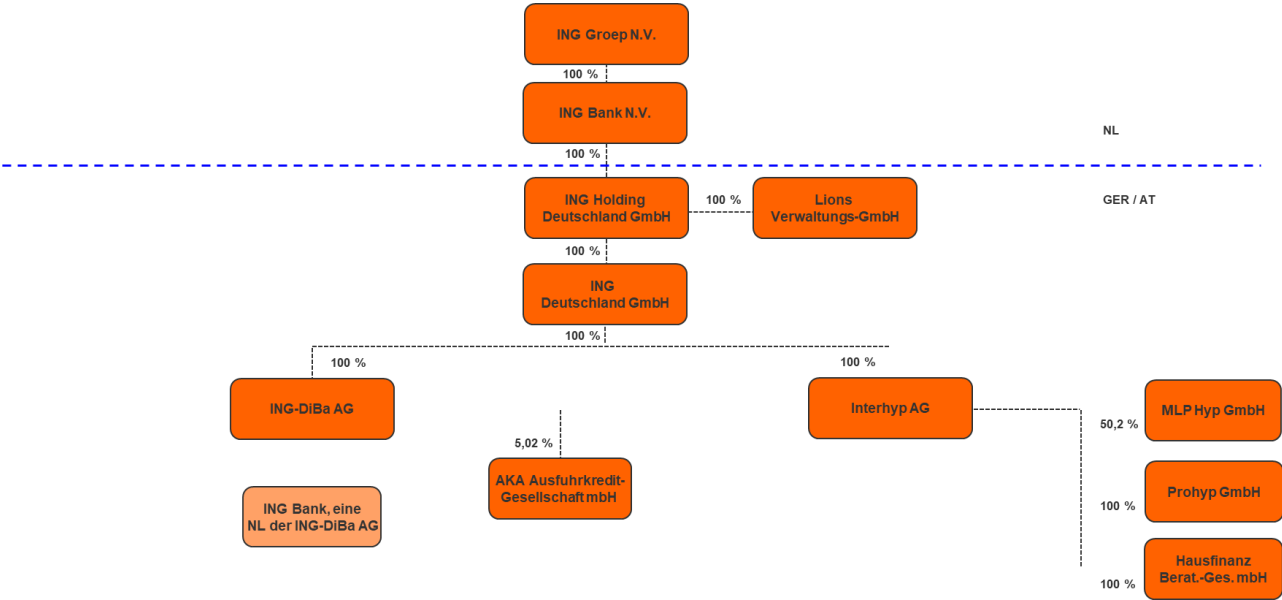 ING Groep N.V.
100 %
ING Bank N.V.
NL
100 %
ING Holding
Deutschland GmbH
100 %
Lions
Verwaltungs-GmbH
GER / AT
100 %
ING
Deutschland GmbH
100 %
100 %
100 %
ING-DiBa AG
Interhyp AG
MLP Hyp GmbH
50,2 %
5,02 %
AKA Ausfuhrkredit-
Gesellschaft mbH
Prohyp GmbH
100 %
ING Bank, eine
NL der ING-DiBa AG
Hausfinanz
Berat.-Ges. mbH
100 %